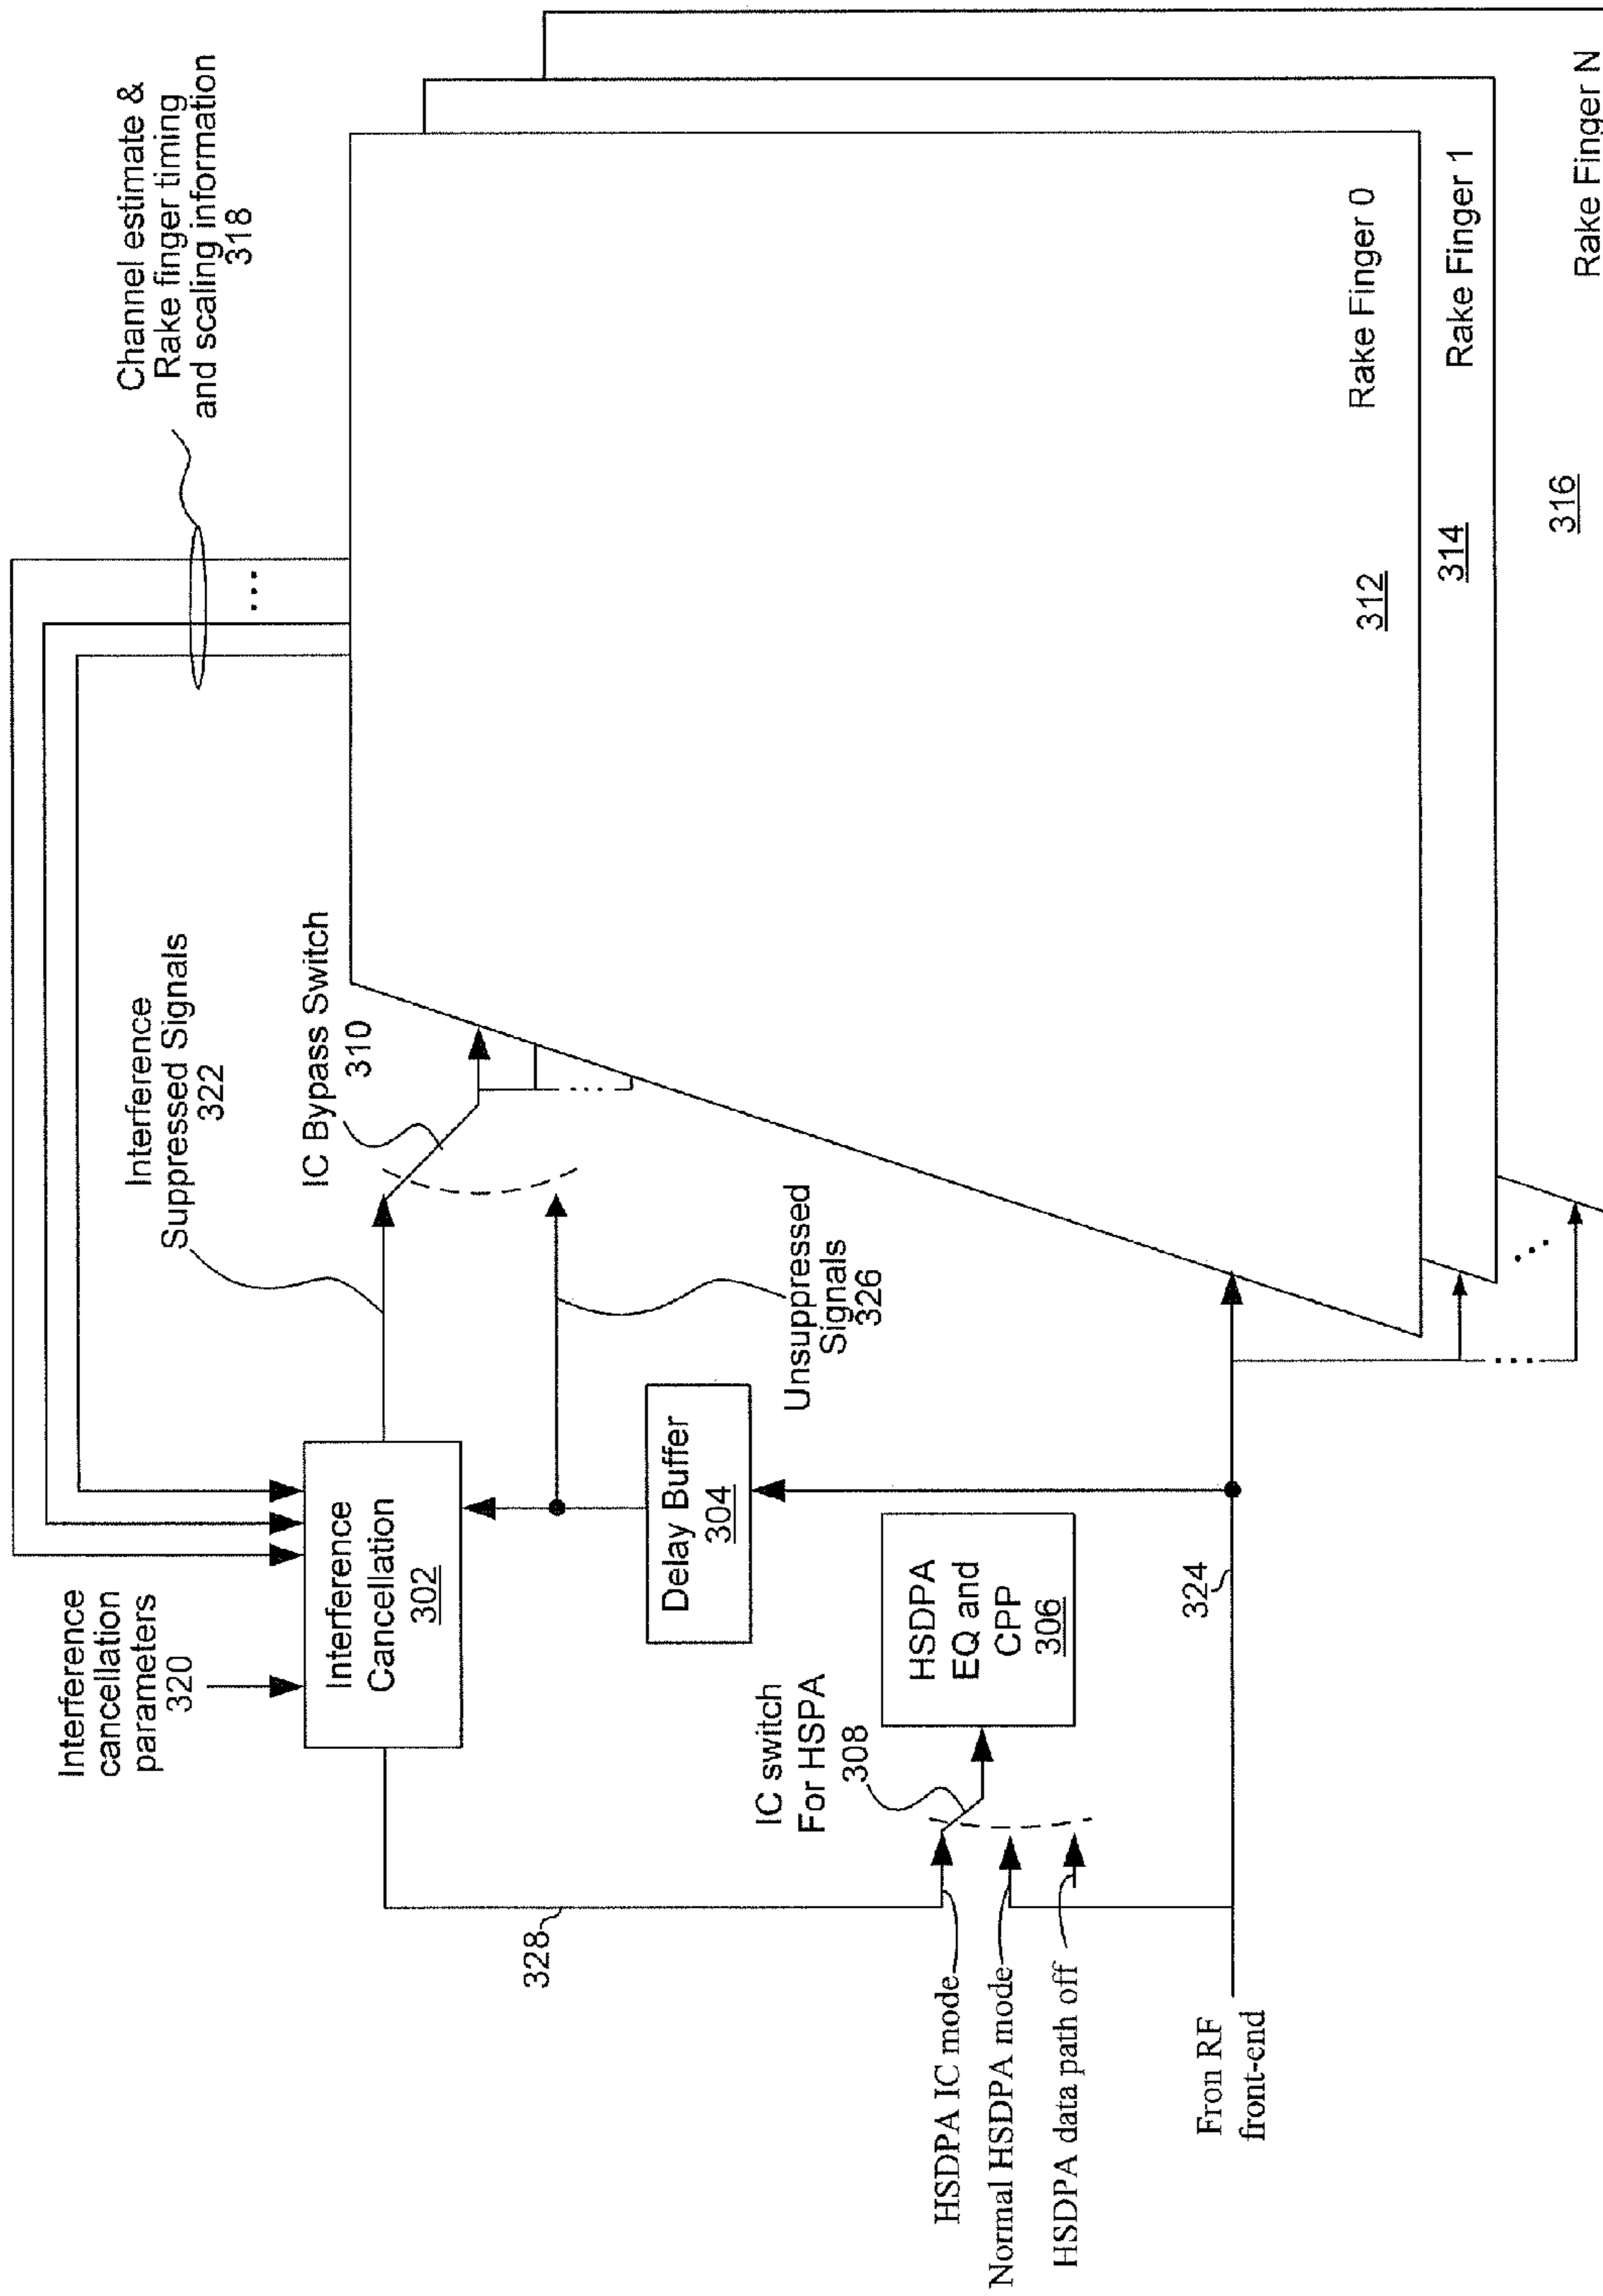 Channel estimate &
Rake finger timing
and scaling information
318
Interference
cancellation
parameters
320
Interference
Suppressed Signals
322
Interference
Cancellation
302
IC Bypass Switch
310
328
Unsuppressed
Signals
326
Delay Buffer
304
IC switch
For HSPA
308
HSDPA
EQ and
CPP
306
HSDPA IC mode
Normal HSDPA mode
HSDPA data path off
324
Fron RF
front-end
Rake Finger 0
312
Rake Finger 1
314
Rake Finger N
316